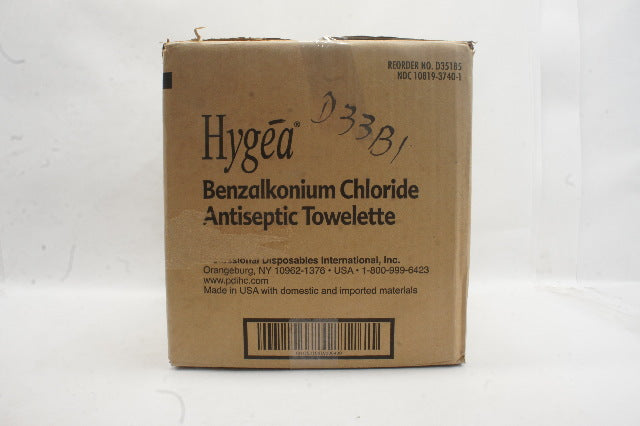 REORDER NO. D35185
NDC 10819-3740-1
D33B1
Hygēa®
Benzalkonium Chloride
Antiseptic Towelette
Disposables International, Inc.
Orangeburg, NY 10962-1376 • USA • 1-800-999-6423
www.pdihc.com
Made in USA with domestic and imported materials